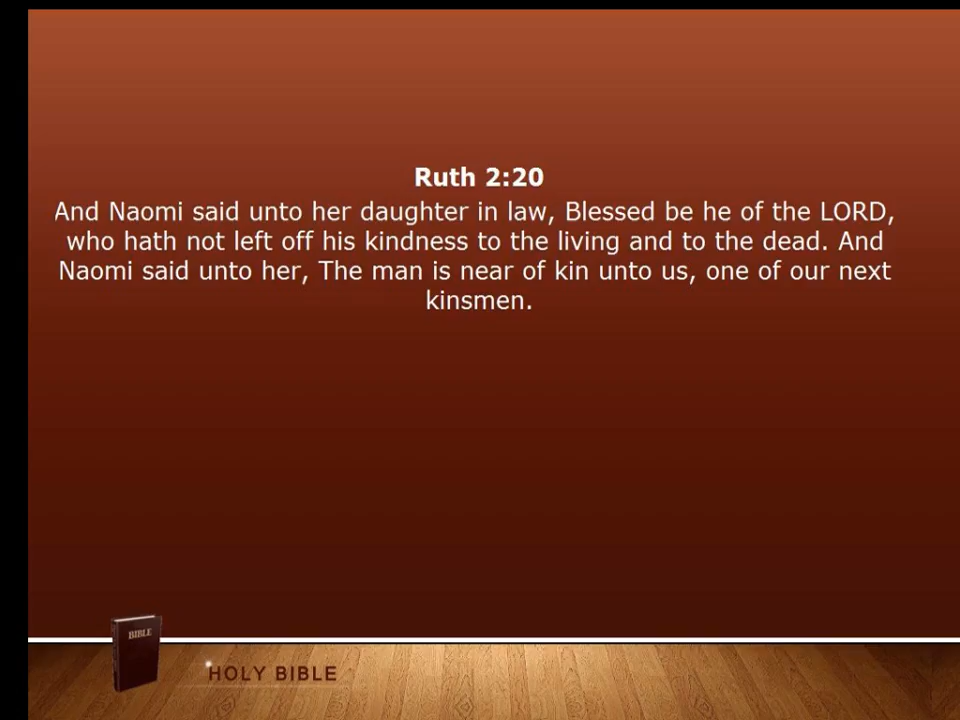 Ruth 2:20
And Naomi said unto her daughter in law, Blessed be he of the LORD,
who hath not left off his kindness to the living and to the dead. And
Naomi said unto her, The man is near of kin unto us, one of our next
kinsmen.
BIBLE
HOLY BIBLE